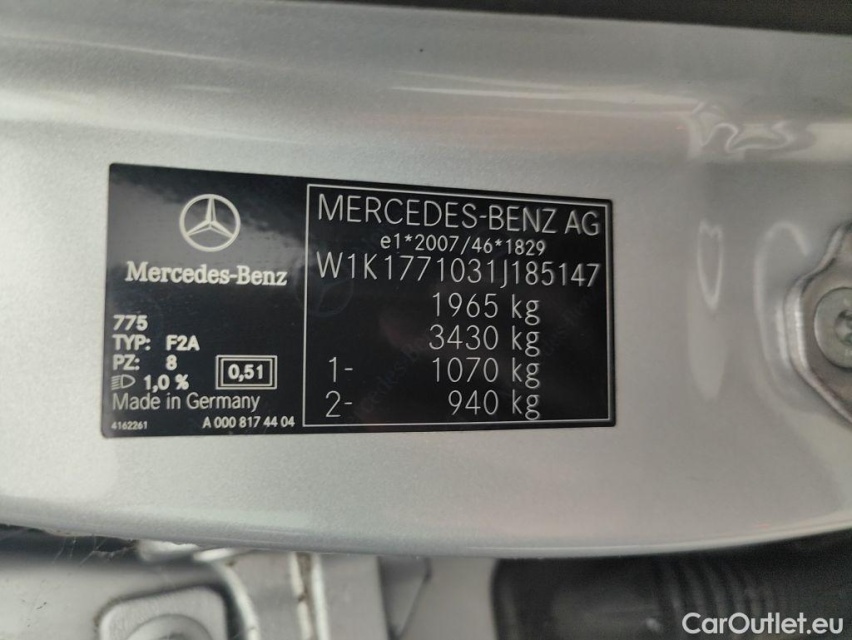 Mercedes-Benz
775
TYP: F2A
PZ: 8
1,0 %
0,51
Made in Germany
4162261
A 000 817 44 04
MERCEDES-BENZ AG
e1*2007/46*1829
W1K1771031J185147
1965 kg
3430 kg
1- 1070 kg
2- 940 kg
CarOutlet.eu